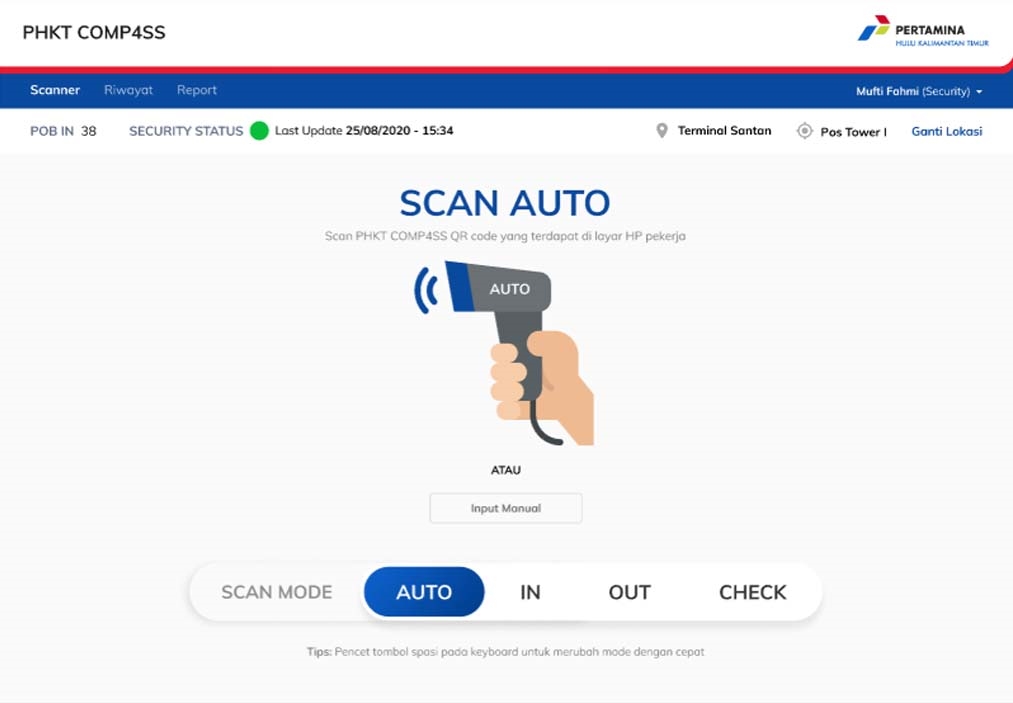 PHKT COMP4SS
PERTAMINA
HULU KALIMANTAN TIMUR
Scanner Riwayat Report Mufti Fahmi (Security)
POB IN 38 SECURITY STATUS Last Update 25/08/2020 - 15:34 Terminal Santan Pos Tower I Ganti Lokasi
SCAN AUTO
Scan PHKT COMP4SS QR code yang terdapat di layar HP pekerja
AUTO
ATAU
Input Manual
SCAN MODE AUTO IN OUT CHECK
Tips: Pencet tombol spasi pada keyboard untuk merubah mode dengan cepat